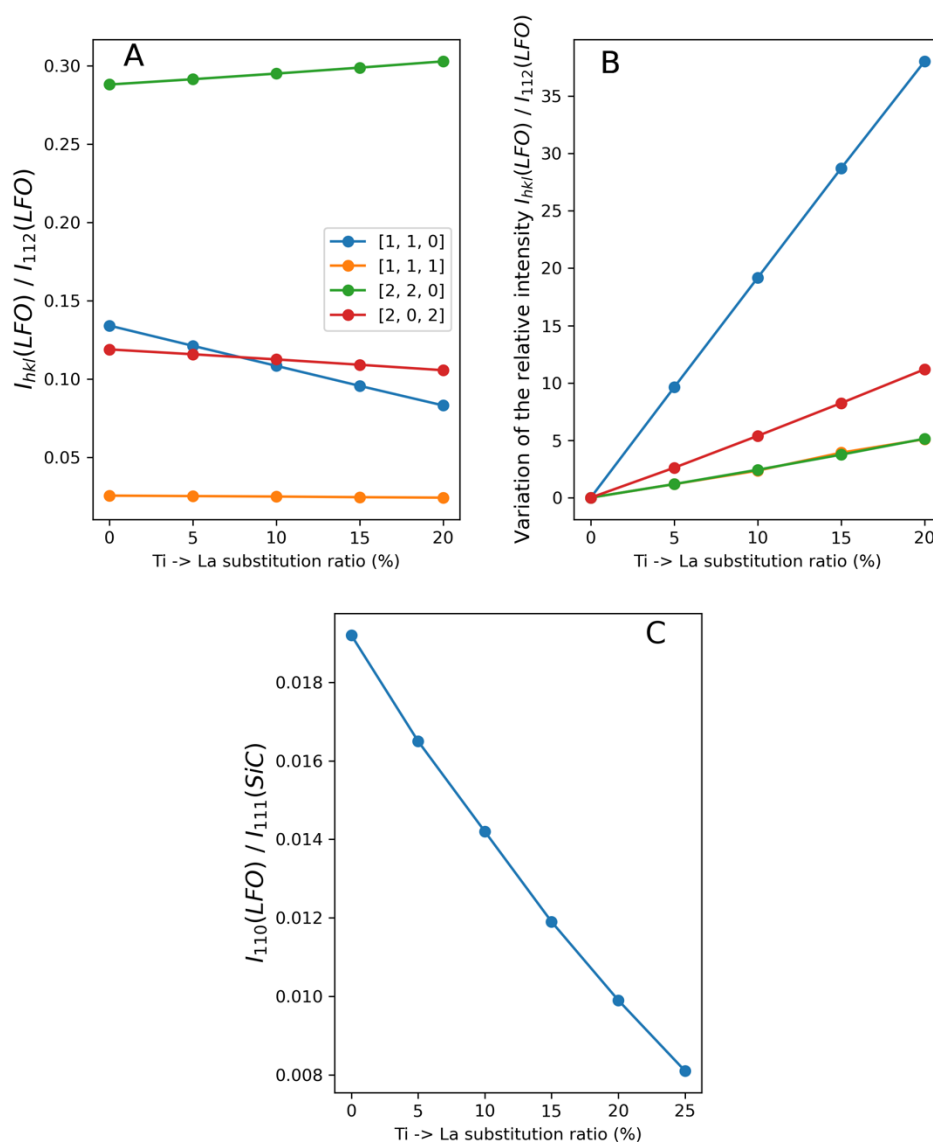 A
I_hkl(LFO) / I_112(LFO)
0.30
0.25
0.20
0.15
0.10
0.05
[1, 1, 0]
[1, 1, 1]
[2, 2, 0]
[2, 0, 2]
0 5 10 15 20
Ti -> La substitution ratio (%)
B
Variation of the relative intensity I_hkl(LFO) / I_112(LFO)
35
30
25
20
15
10
5
0
0 5 10 15 20
Ti -> La substitution ratio (%)
C
I_110(LFO) / I_111(SiC)
0.018
0.016
0.014
0.012
0.010
0.008
0 5 10 15 20 25
Ti -> La substitution ratio (%)